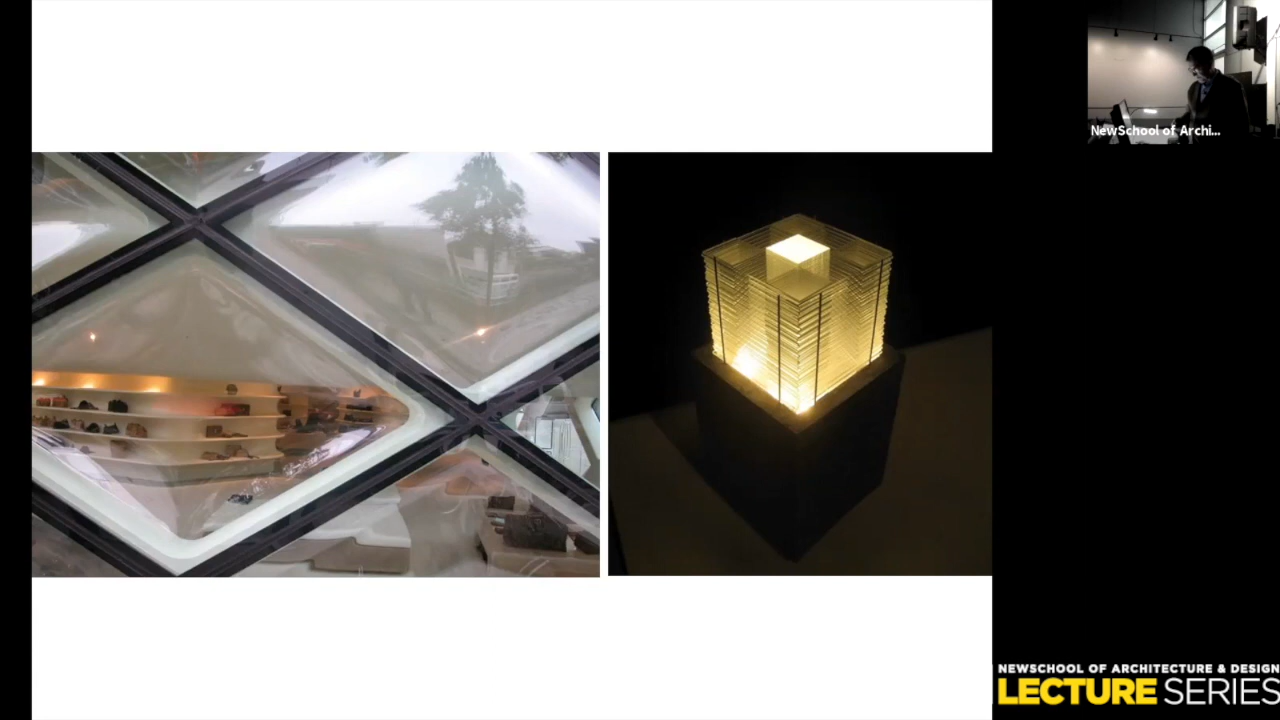 NewSchool of Archi...
NEWSCHOOL OF ARCHITECTURE & DESIGN
LECTURE SERIES